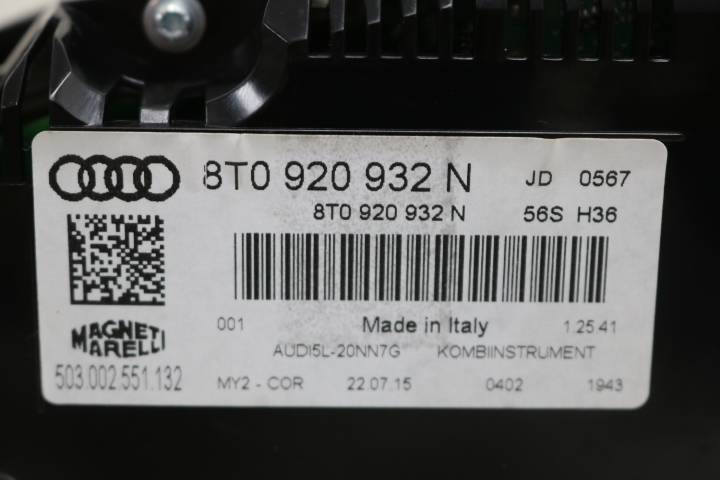 8T0 920 932 N JD 0567
8T0 920 932 N 56S H36
MAGNETI
MARELLI
503.002.551.132
001 Made in Italy 1.25.41
AUDI5L-20NN7G KOMBIINSTRUMENT
MY2 - COR 22.07.15 0402 1943